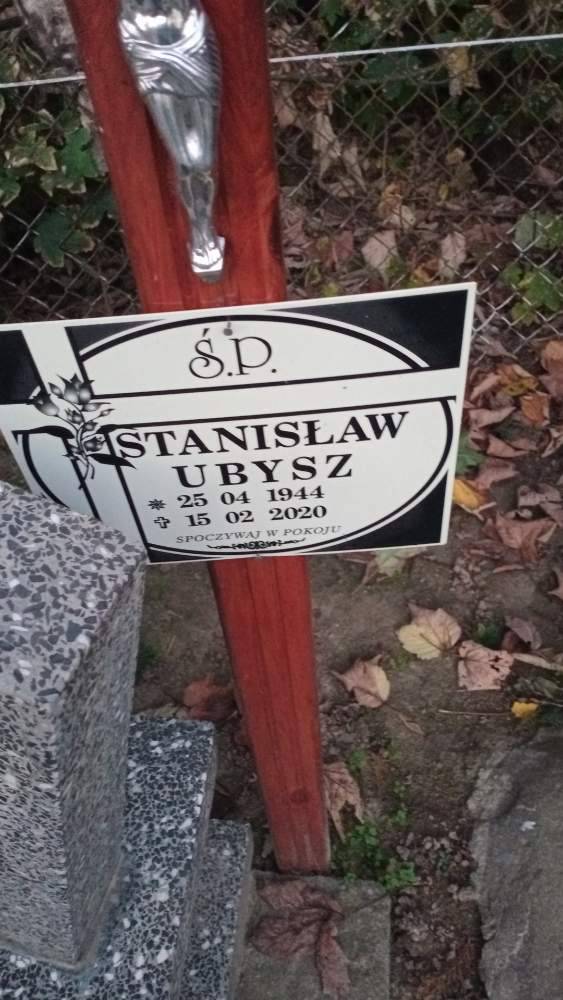 Ś.P.
STANISŁAW
UBYSZ
* 25 04 1944
✝ 15 02 2020
SPOCZYWAJ W POKOJU